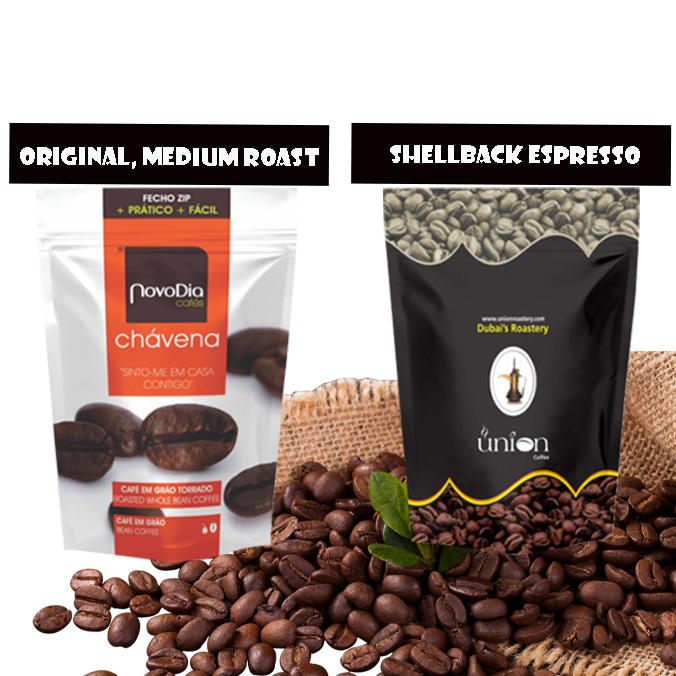 ORIGINAL, MEDIUM ROAST
SHELLBACK ESPRESSO
FECHO ZIP
+ PRÁTICO + FÁCIL
NovoDia
cafés
chávena
"SINTO-ME EM CASA
CONTIGO"
CAFÉ EM GRÃO TORRADO
ROASTED WHOLE BEAN COFFEE
CAFÉ EM GRÃO
BEAN COFFEE
www.unionroastery.com
Dubai's Roastery
union
Coffee